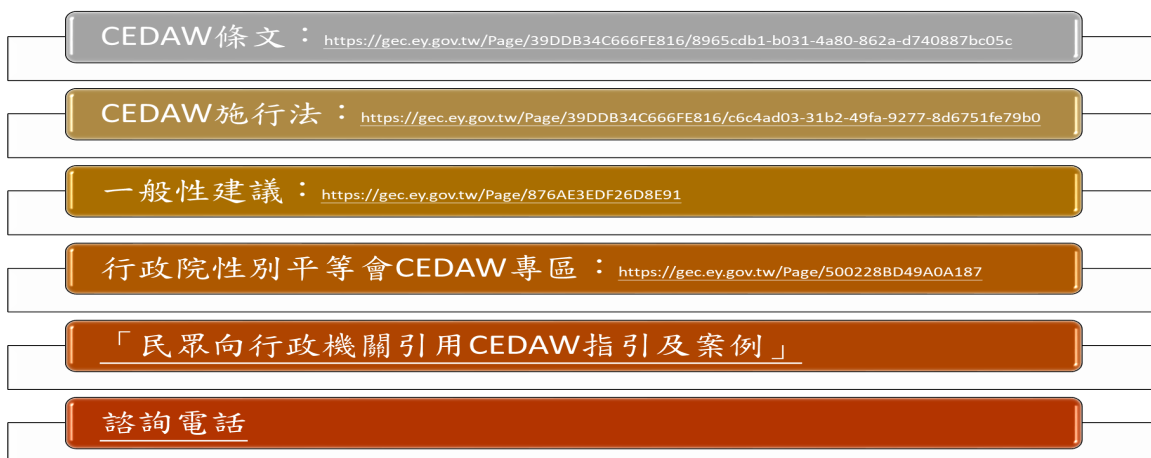 CEDAW條文：https://gec.ey.gov.tw/Page/39DDB34C666FE816/8965cdb1-b031-4a80-862a-d740887bc05c
CEDAW施行法：https://gec.ey.gov.tw/Page/39DDB34C666FE816/c6c4ad03-31b2-49fa-9277-8d6751fe79b0
一般性建議：https://gec.ey.gov.tw/Page/876AE3EDF26D8E91
行政院性別平等會CEDAW專區：https://gec.ey.gov.tw/Page/500228BD49A0A187
「民眾向行政機關引用CEDAW指引及案例」
諮詢電話